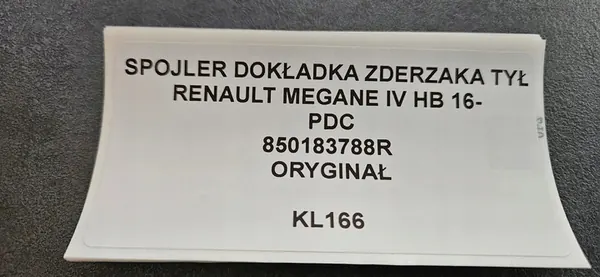 SPOJLER DOKŁADKA ZDERZAKA TYŁ
RENAULT MEGANE IV HB 16-
PDC
850183788R
ORYGINAŁ
KL166